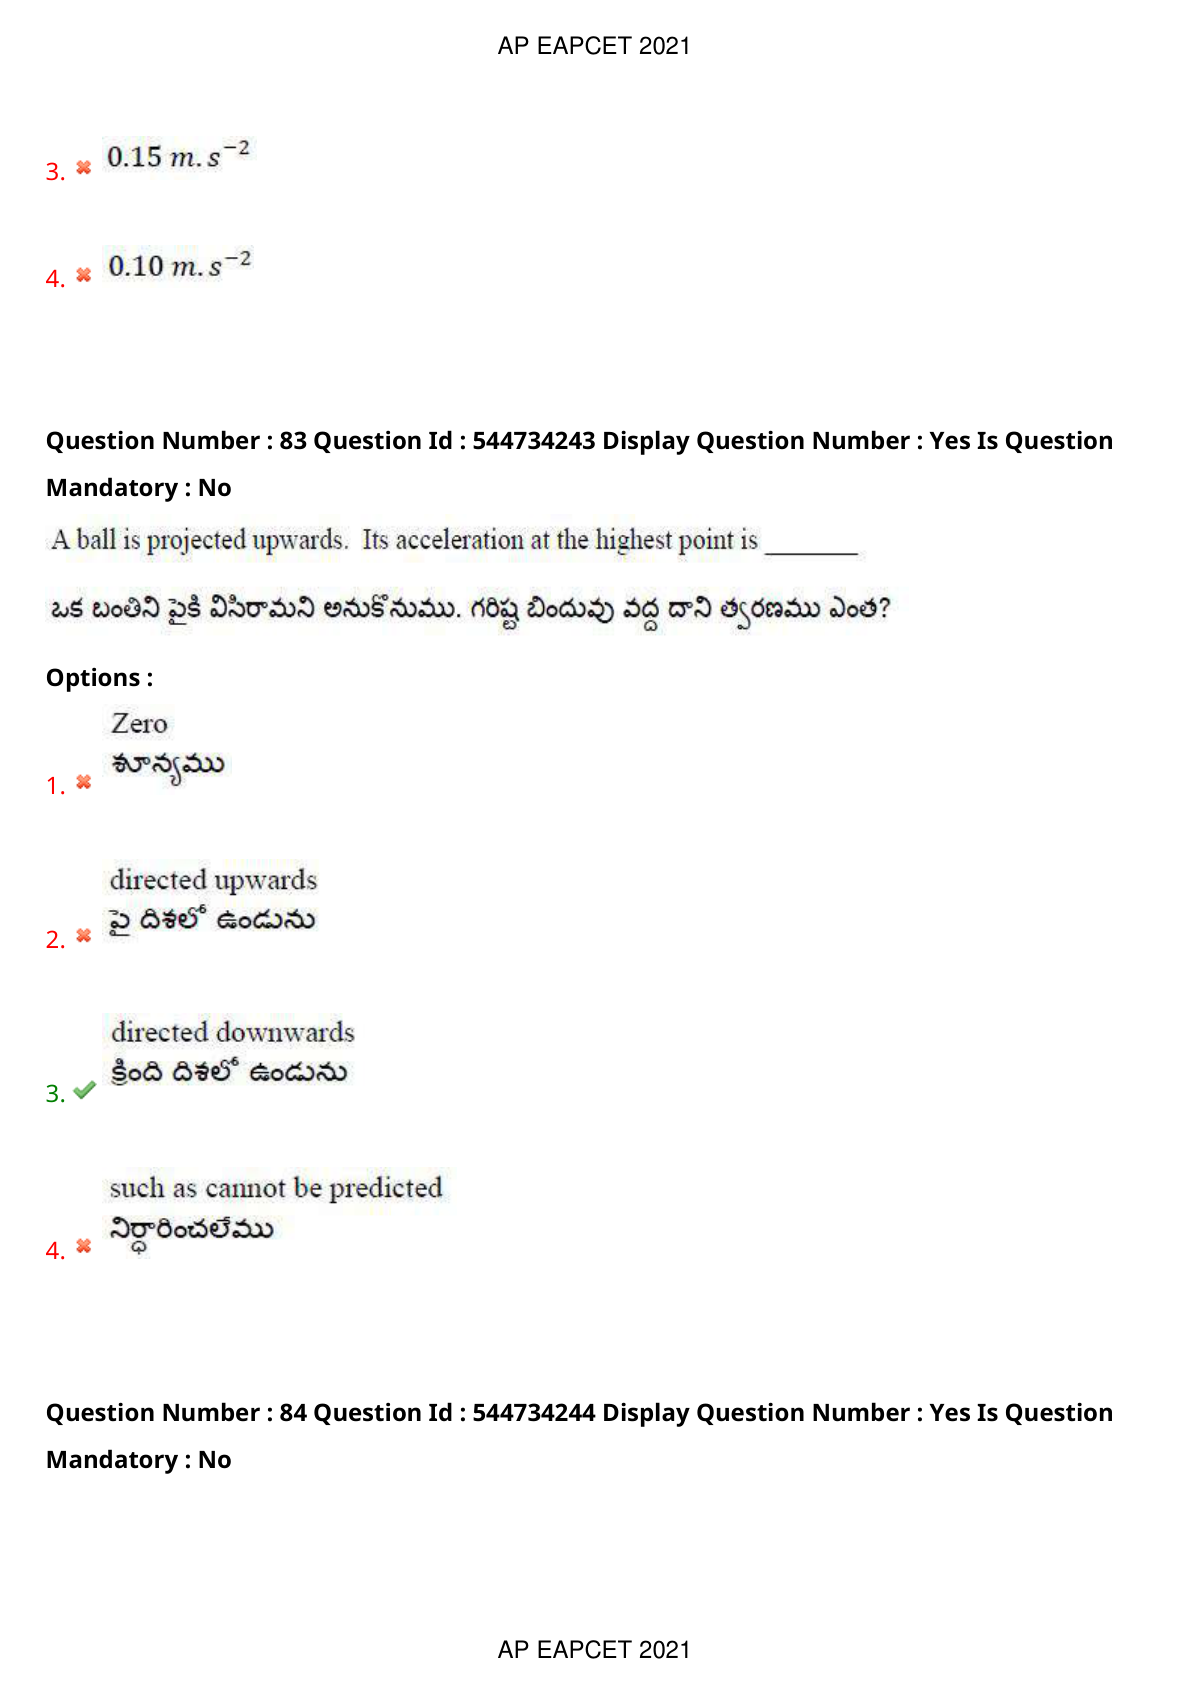 AP EAPCET 2021
3. 0.15 m.s⁻²
4. 0.10 m.s⁻²
Question Number : 83 Question Id : 544734243 Display Question Number : Yes Is Question
Mandatory : No
A ball is projected upwards. Its acceleration at the highest point is _______
ఒక బంతిని పైకి విసిరామని అనుకొనుము. గరిష్ట బిందువు వద్ద దాని త్వరణము ఎంత?
Options :
Zero
శూన్యము
1.
directed upwards
పై దిశలో ఉండును
2.
directed downwards
క్రింది దిశలో ఉండును
3.
such as cannot be predicted
నిర్ధారించలేము
4.
Question Number : 84 Question Id : 544734244 Display Question Number : Yes Is Question
Mandatory : No
AP EAPCET 2021